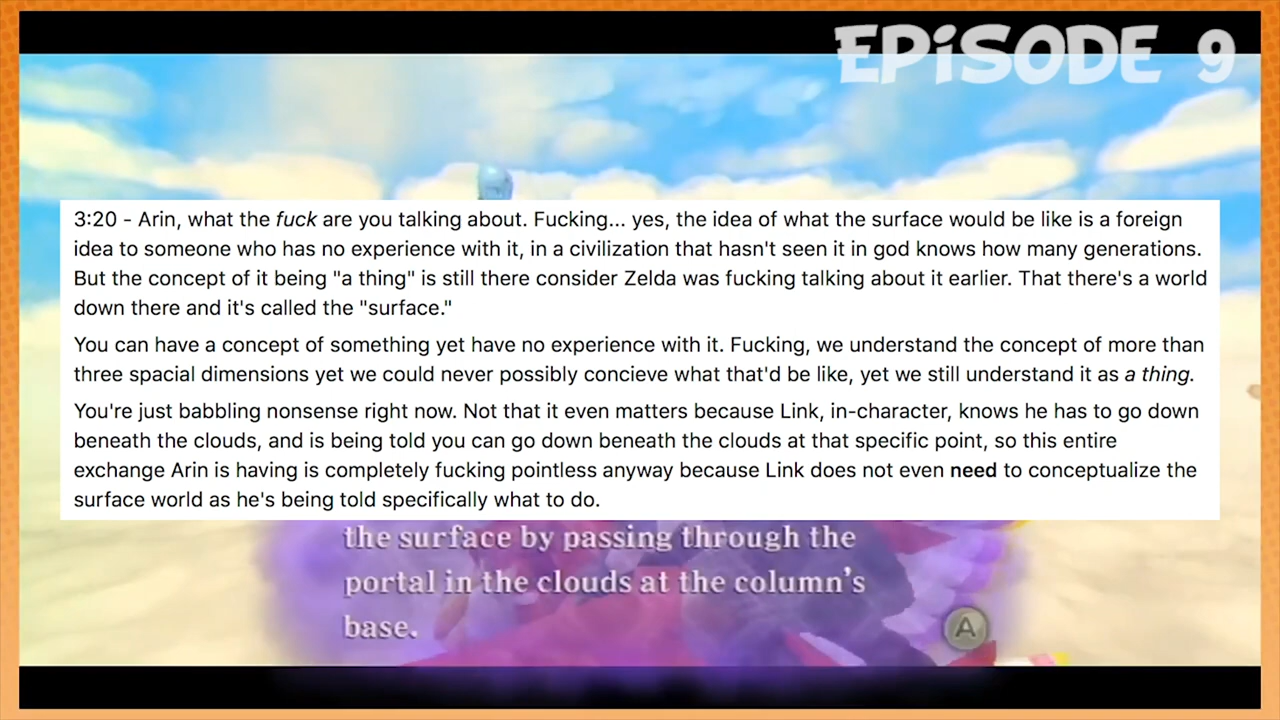 EPiSODE 9
3:20 - Arin, what the fuck are you talking about. Fucking... yes, the idea of what the surface would be like is a foreign
idea to someone who has no experience with it, in a civilization that hasn't seen it in god knows how many generations.
But the concept of it being "a thing" is still there consider Zelda was fucking talking about it earlier. That there's a world
down there and it's called the "surface."
You can have a concept of something yet have no experience with it. Fucking, we understand the concept of more than
three spacial dimensions yet we could never possibly concieve what that'd be like, yet we still understand it as a thing.
You're just babbling nonsense right now. Not that it even matters because Link, in-character, knows he has to go down
beneath the clouds, and is being told you can go down beneath the clouds at that specific point, so this entire
exchange Arin is having is completely fucking pointless anyway because Link does not even need to conceptualize the
surface world as he's being told specifically what to do.
the surface by passing through the
portal in the clouds at the column's
base.
A